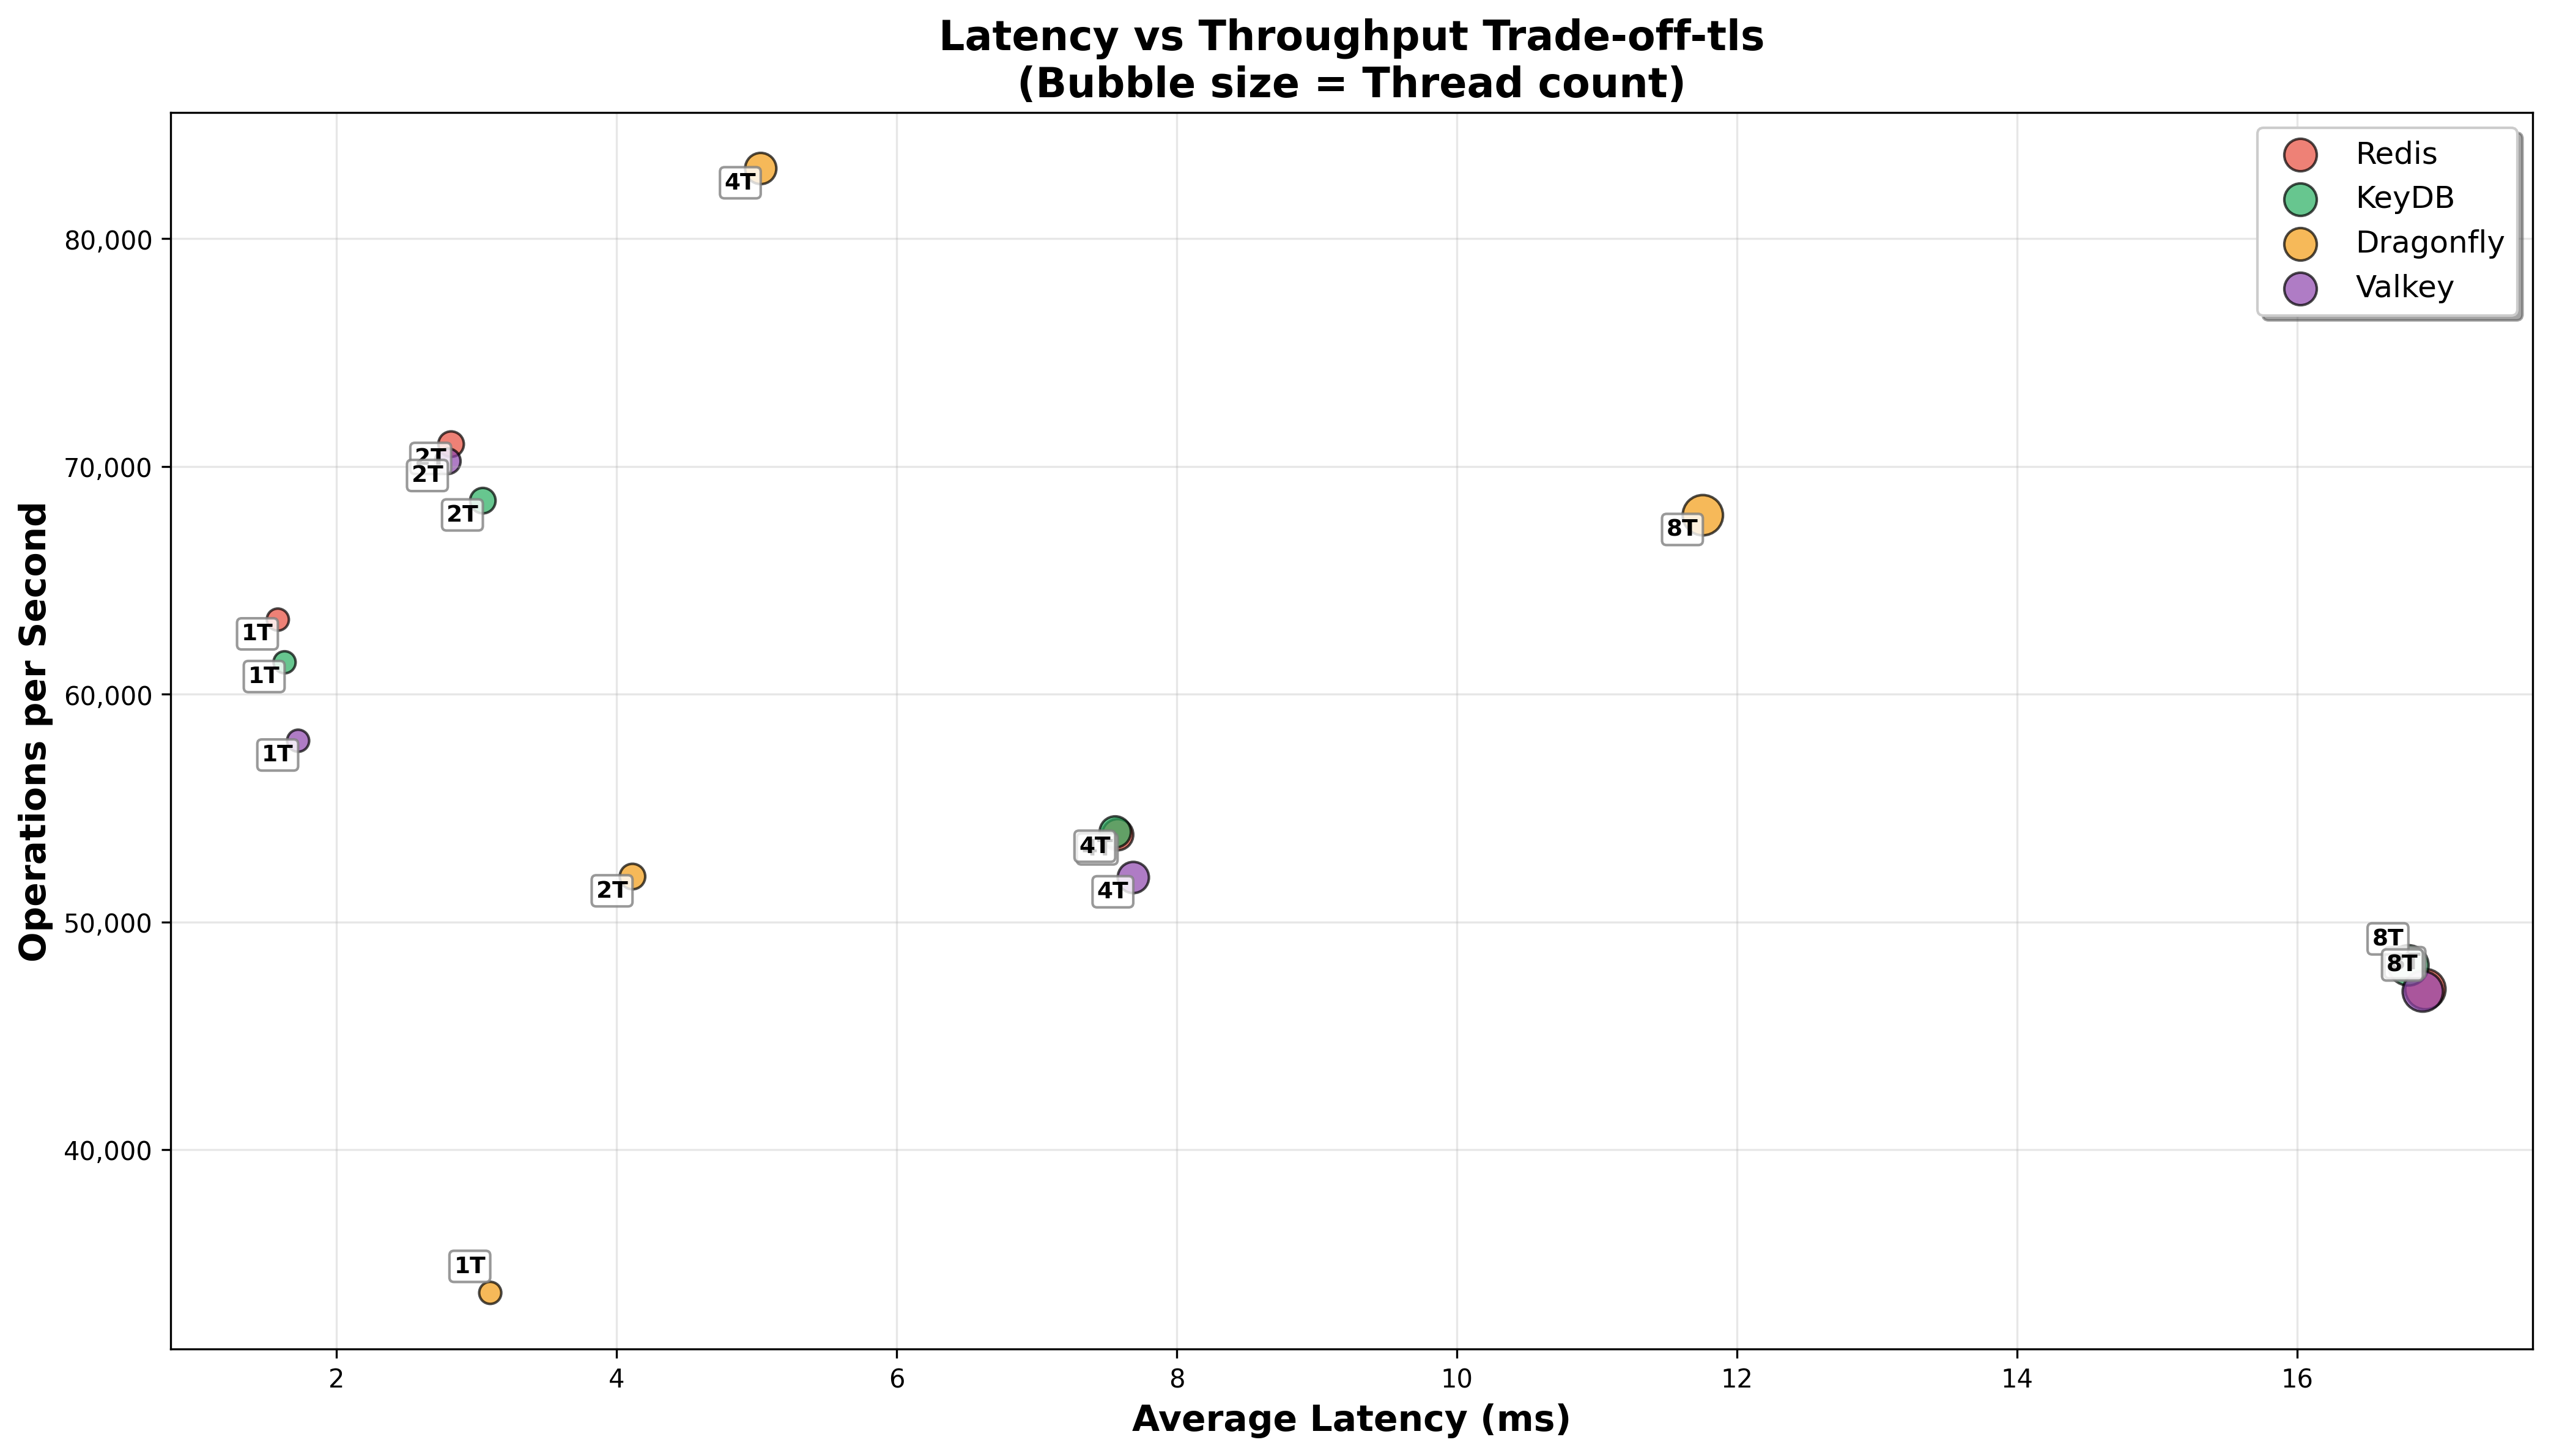 Latency vs Throughput Trade-off-tls
(Bubble size = Thread count)
Redis
KeyDB
Dragonfly
Valkey
Operations per Second
80,000
70,000
60,000
50,000
40,000
4T
2T
2T
2T
8T
1T
1T
1T
4T
2T
4T
8T
8T
1T
2
4
6
8
10
12
14
16
Average Latency (ms)